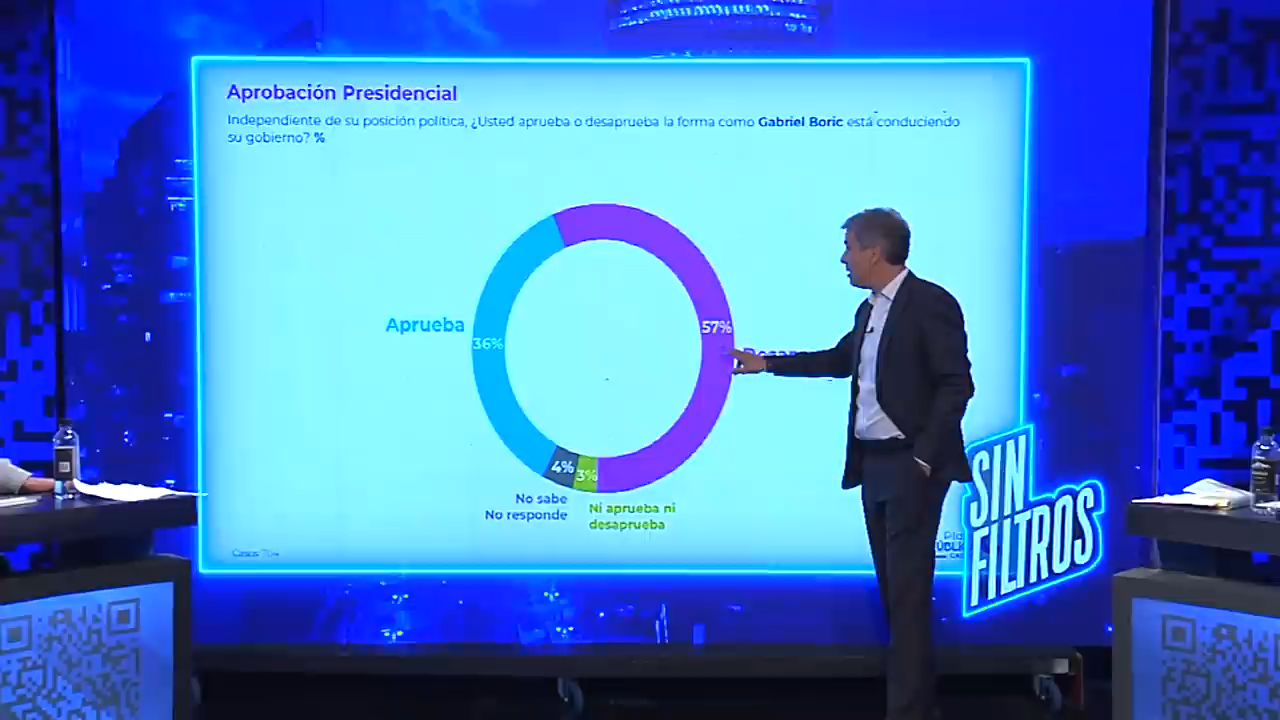 Aprobación Presidencial
Independiente de su posición política, ¿Usted aprueba o desaprueba la forma como Gabriel Boric está conduciendo
su gobierno? %
Aprueba
36%
57%
4%
3%
No sabe
No responde
Ni aprueba ni
desaprueba
Casos
SIN
FILTROS